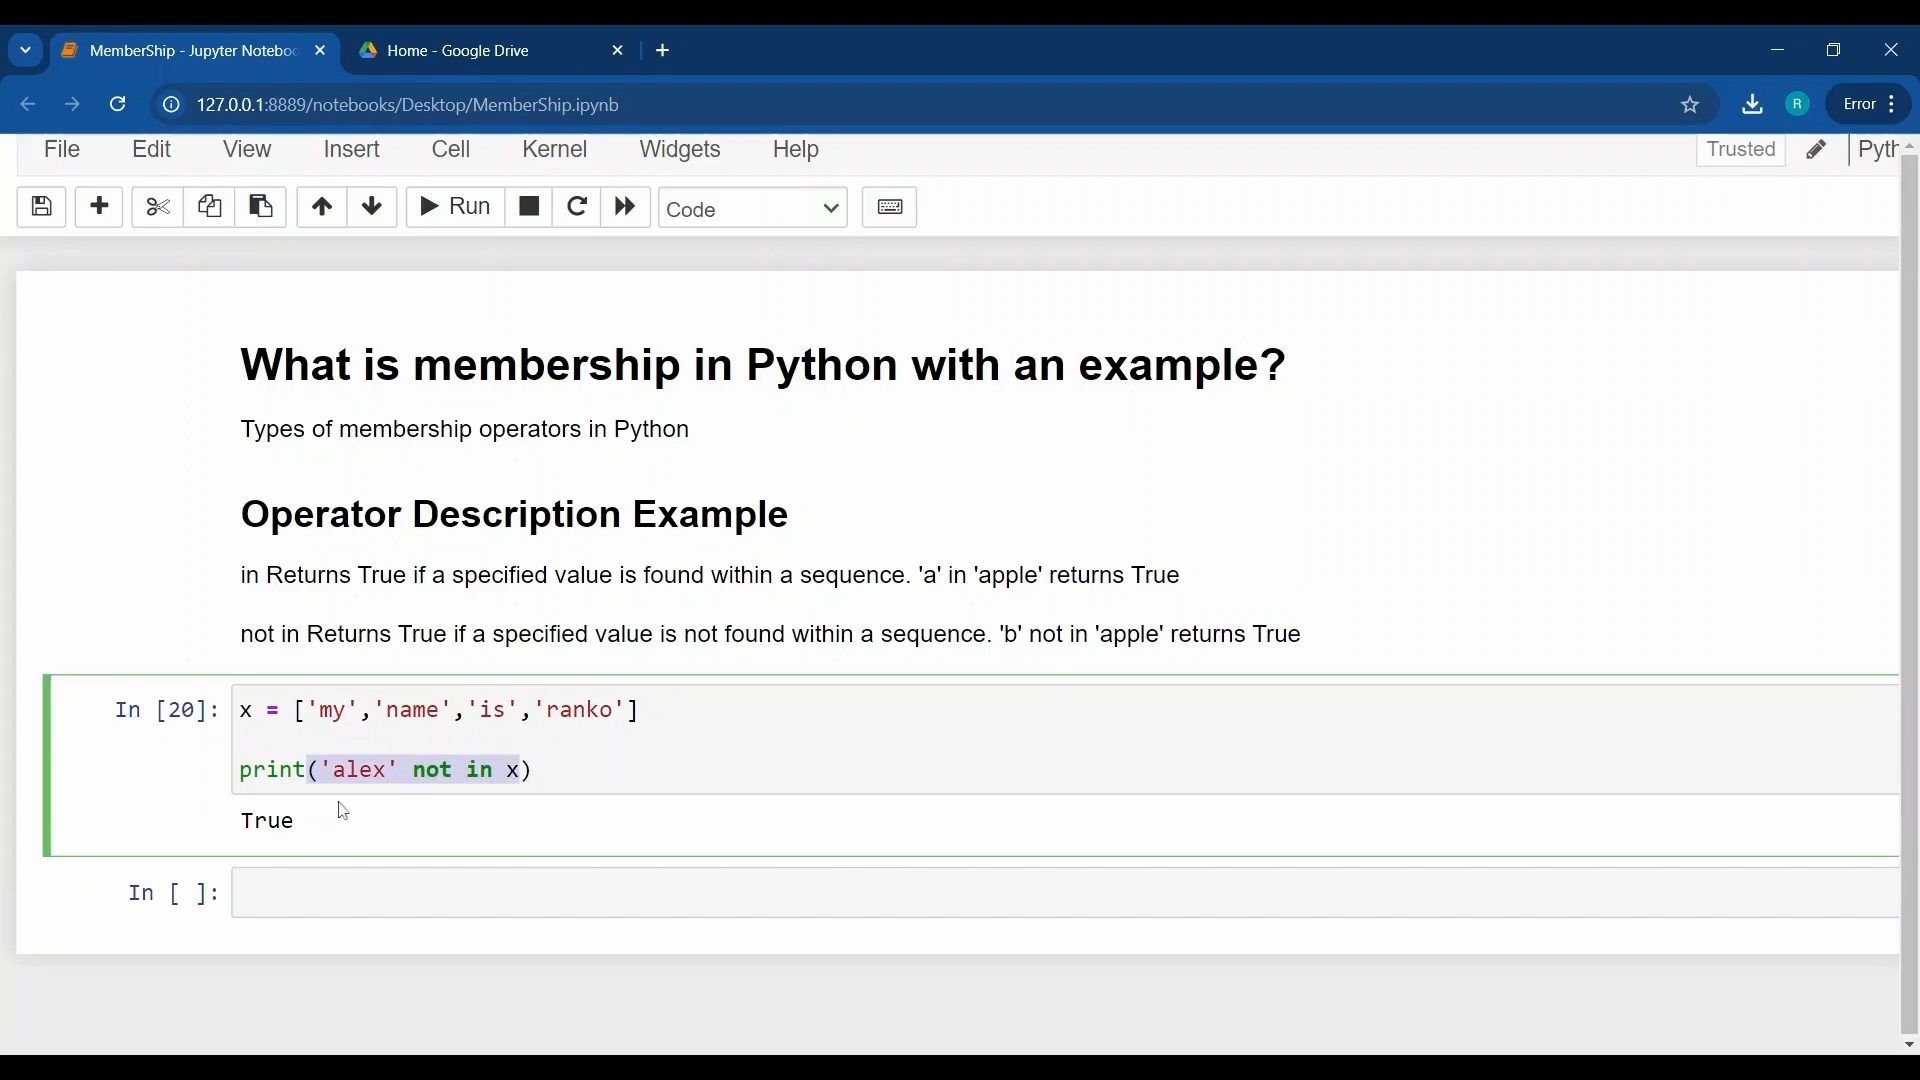 MemberShip - Jupyter Noteboo
Home - Google Drive
127.0.0.1:8889/notebooks/Desktop/MemberShip.ipynb
R
Error
File Edit View Insert Cell Kernel Widgets Help
Trusted
Pyth
Run
Code
What is membership in Python with an example?
Types of membership operators in Python
Operator Description Example
in Returns True if a specified value is found within a sequence. 'a' in 'apple' returns True
not in Returns True if a specified value is not found within a sequence. 'b' not in 'apple' returns True
In [20]: x = ['my','name','is','ranko']
print('alex' not in x)
True
In [ ]: